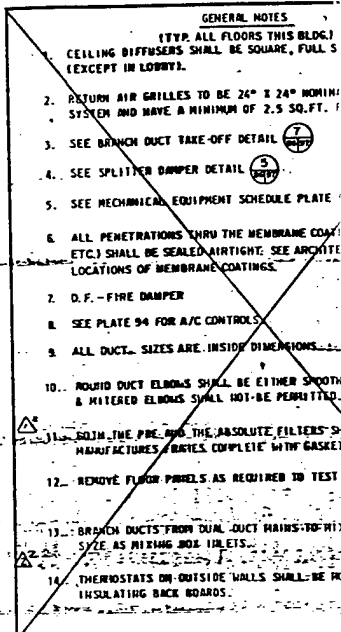 GENERAL NOTES
(TYP. ALL FLOORS THIS BLDG.)
1. CEILING DIFFUSERS SHALL BE SQUARE, FULL S
(EXCEPT IN LOBBY).
2. RETURN AIR GRILLES TO BE 24" X 24" NOMIN
SYSTEM AND HAVE A MINIMUM OF 2.5 SQ.FT. F
3. SEE BRANCH DUCT TAKE-OFF DETAIL 7
4. SEE SPLITTER DAMPER DETAIL 5
5. SEE MECHANICAL EQUIPMENT SCHEDULE PLATE
6. ALL PENETRATIONS THRU THE MEMBRANE COAT
ETC.) SHALL BE SEALED AIRTIGHT: SEE ARCHITE
LOCATIONS OF MEMBRANE COATINGS.
7. D.F.-FIRE DAMPER
8. SEE PLATE 94 FOR A/C CONTROLS
9. ALL DUCT SIZES ARE INSIDE DIMENSIONS
10. ROUND DUCT ELBOWS SHALL BE EITHER SMOOTH
& MITERED ELBOWS SHALL NOT BE PERMITTED.
11. BOTH THE PRE AND THE ABSOLUTE FILTERS SH
MANUFACTURES FRAMES COMPLETE WITH GASKET
12. REMOVE FLOOR PANELS AS REQUIRED TO TEST
13. BRANCH DUCTS FROM DUAL DUCT MAINS TO MIX
SIZE AS MIXING BOX INLETS.
2
14. THERMOSTATS ON OUTSIDE WALLS SHALL BE
INSULATING BACK BOARDS.